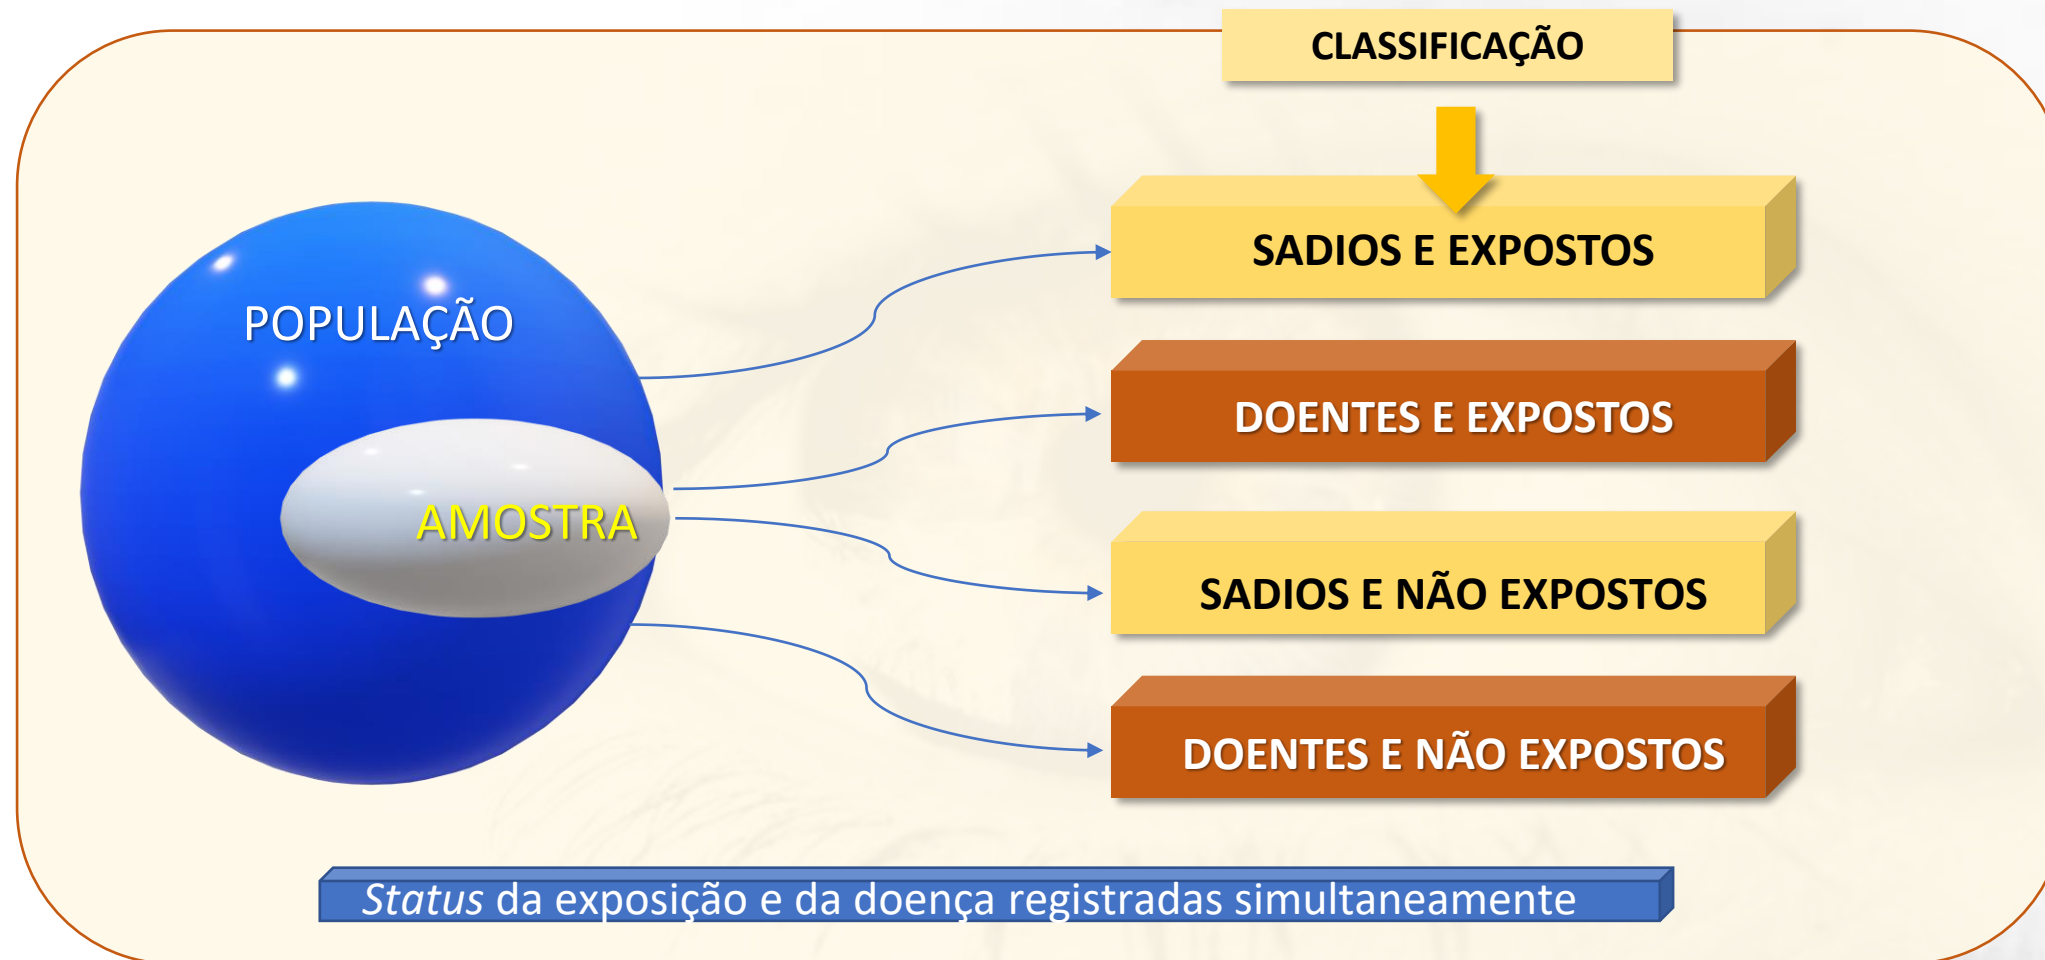 CLASSIFICAÇÃO
SADIOS E EXPOSTOS
POPULAÇÃO
DOENTES E EXPOSTOS
AMOSTRA
SADIOS E NÃO EXPOSTOS
DOENTES E NÃO EXPOSTOS
Status da exposição e da doença registradas simultaneamente